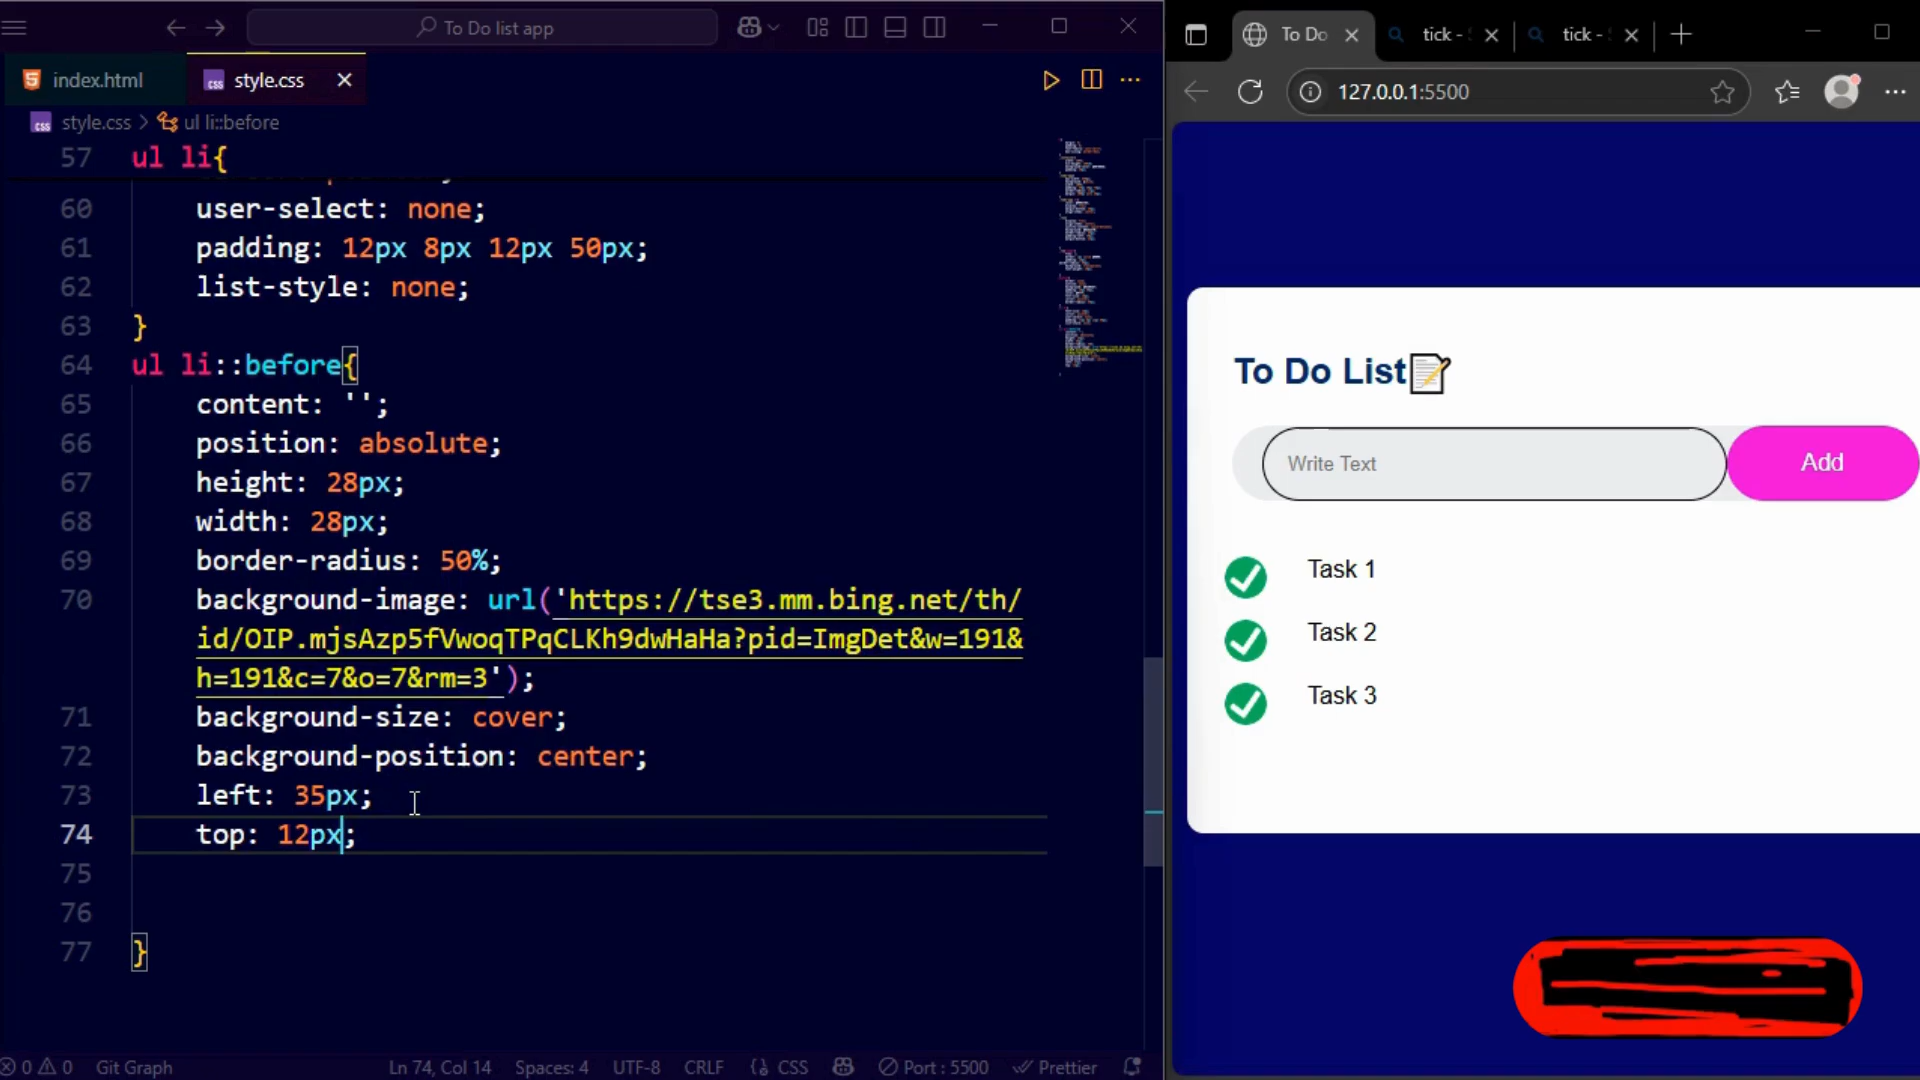 To Do list app
index.html
style.css
style.css > ul li::before
57 ul li{
60 user-select: none;
61 padding: 12px 8px 12px 50px;
62 list-style: none;
63 }
64 ul li::before{
65 content: '';
66 position: absolute;
67 height: 28px;
68 width: 28px;
69 border-radius: 50%;
70 background-image: url('https://tse3.mm.bing.net/th/
id/OIP.mjsAzp5fVwoqTPqCLKh9dwHaHa?pid=ImgDet&w=191&
h=191&c=7&o=7&rm=3');
71 background-size: cover;
72 background-position: center;
73 left: 35px;
74 top: 12px;
75
76
77 }
0 0 Git Graph Ln 74, Col 14 Spaces: 4 UTF-8 CRLF {} CSS Port : 5500 Prettier
To Do
tick -
tick -
127.0.0.1:5500
To Do List
Write Text
Add
Task 1
Task 2
Task 3